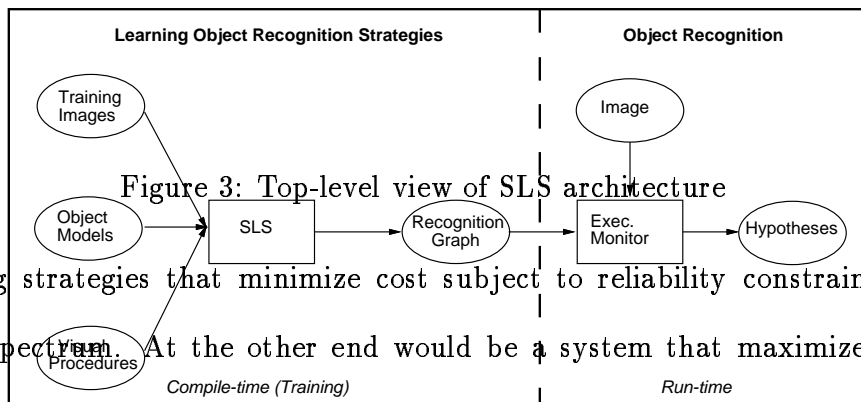 Learning Object Recognition Strategies
Object Recognition
Training
Images
Image
Figure 3: Top-level view of SLS architecture
Object
Models
SLS
Recognition
Graph
Exec.
Monitor
Hypotheses
g strategies that minimize cost subject to reliability constrain
Visual
Procedures
pectrum. At the other end would be a system that maximize
Compile-time (Training)
Run-time